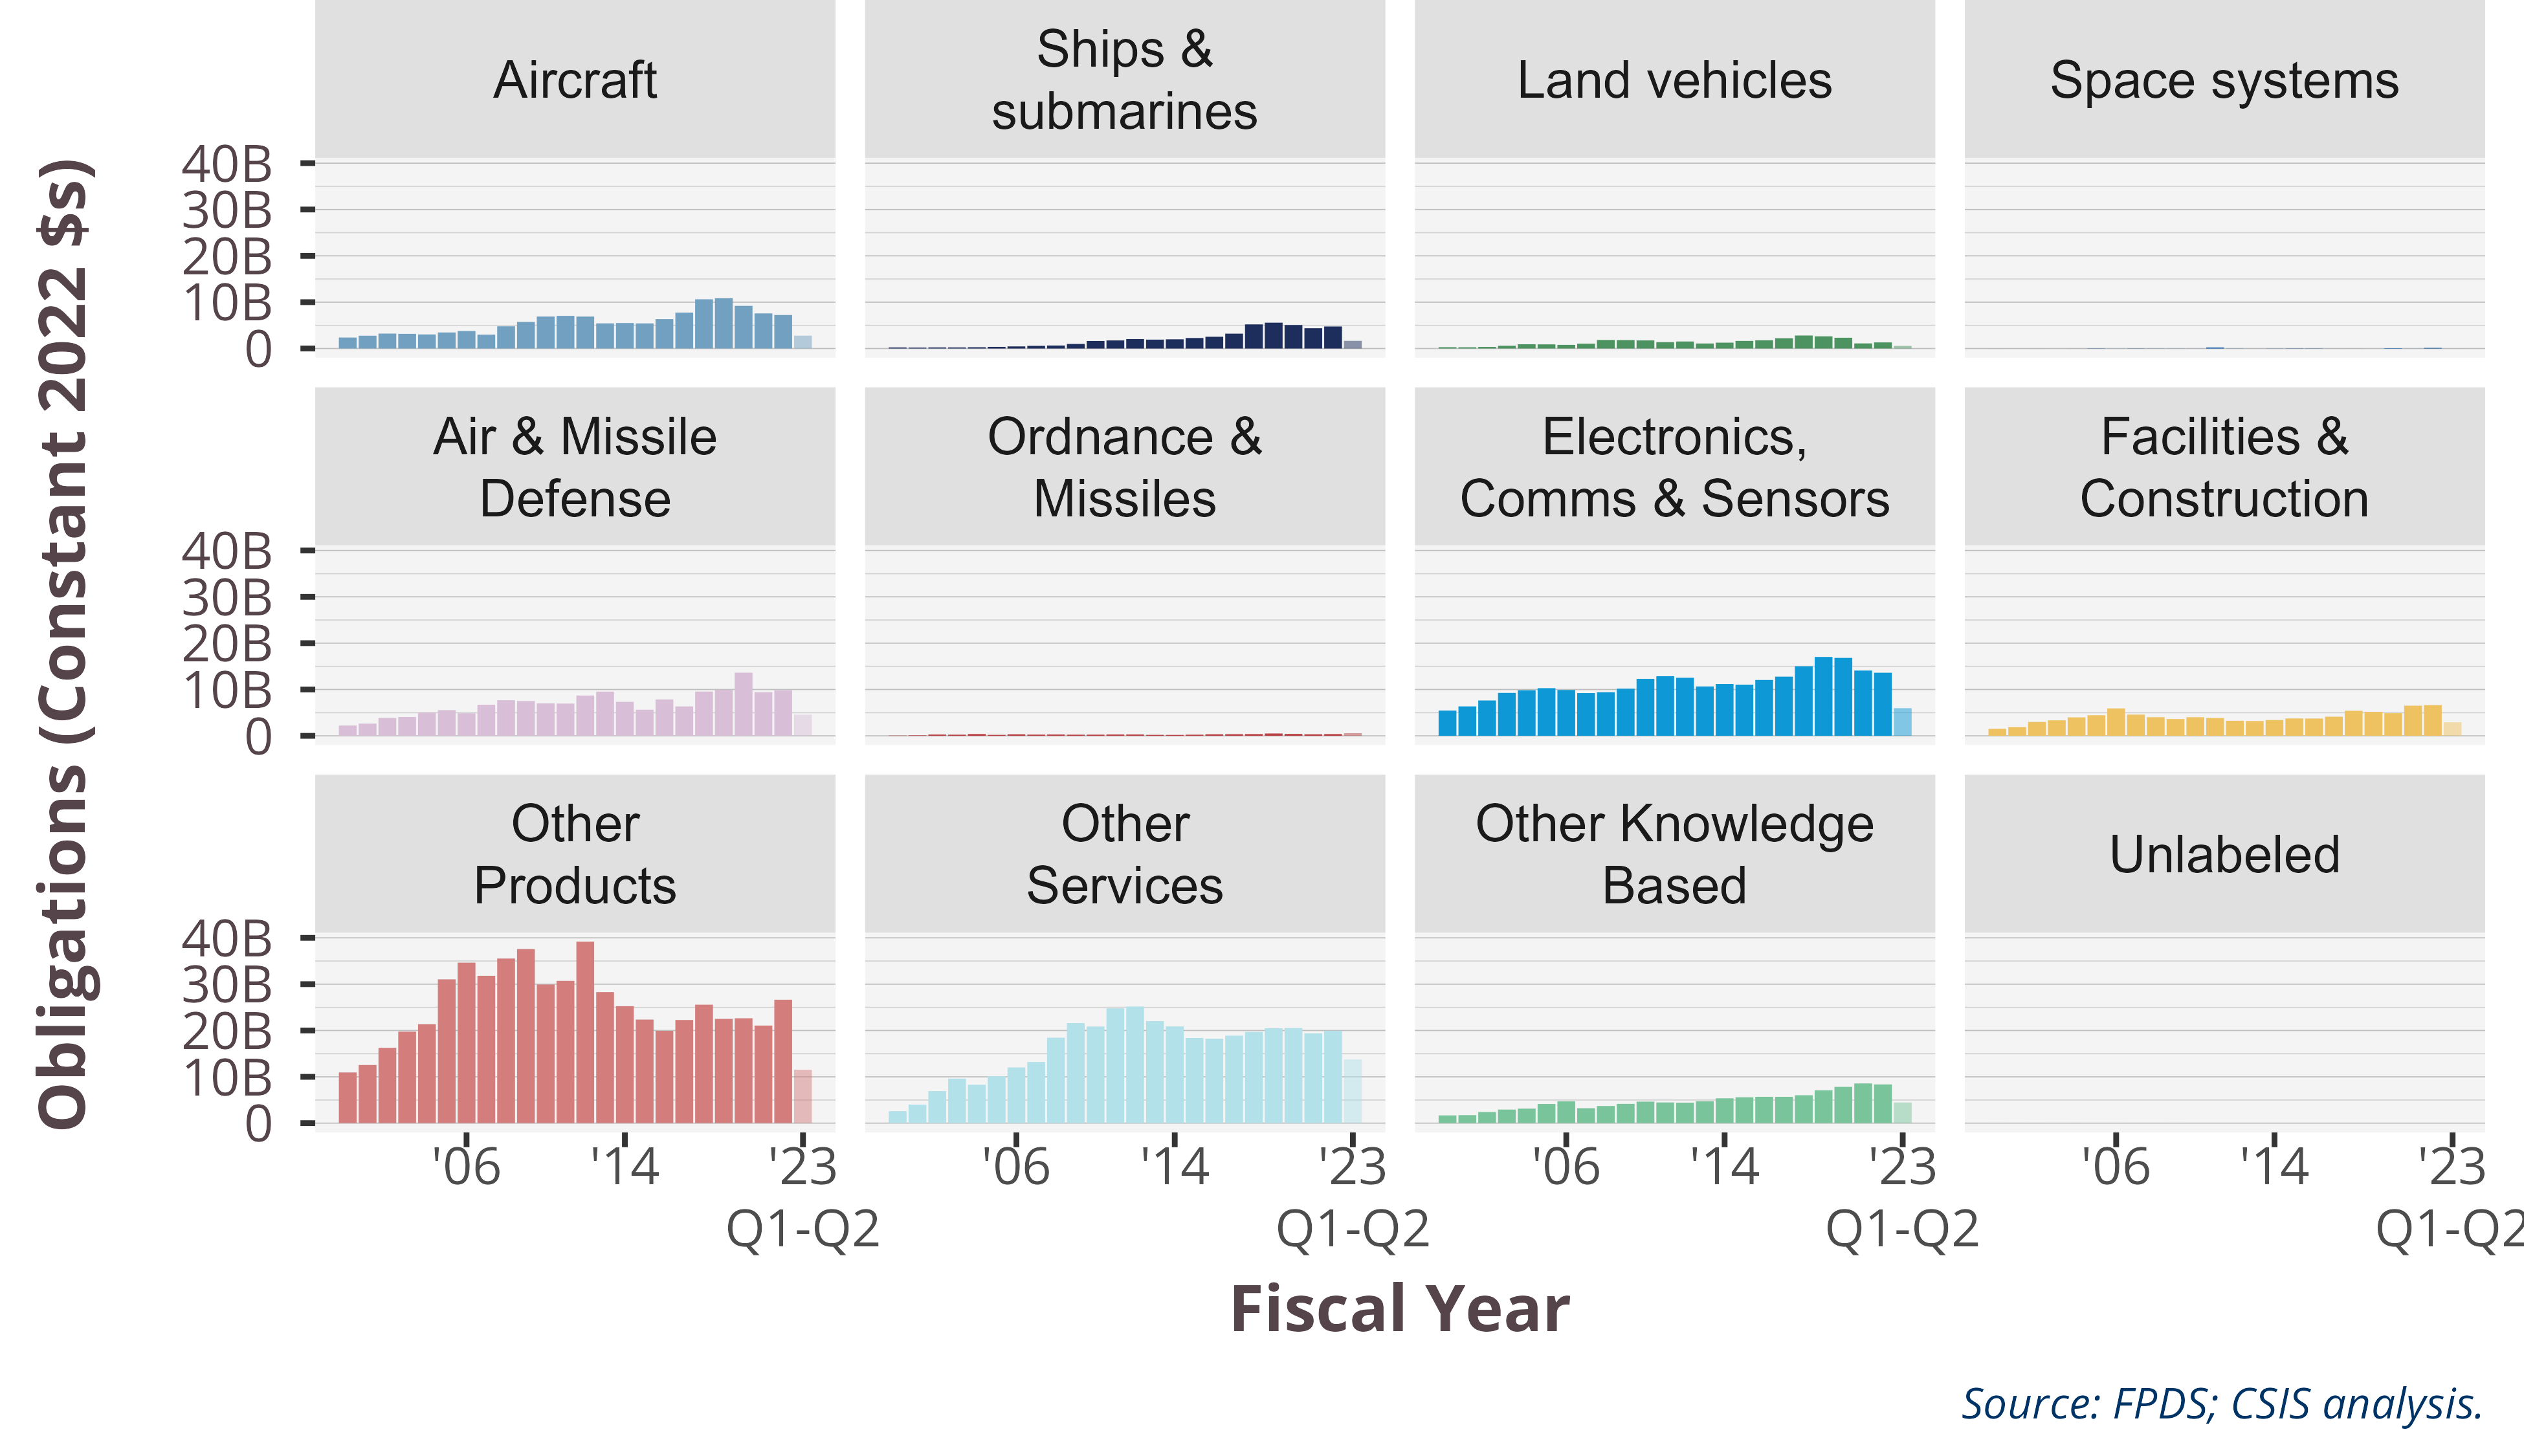 Obligations (Constant 2022 $s)
Aircraft
Ships &
submarines
Land vehicles
Space systems
40B
30B
20B
10B
0
Air & Missile
Defense
Ordnance &
Missiles
Electronics,
Comms & Sensors
Facilities &
Construction
40B
30B
20B
10B
0
Other
Products
Other
Services
Other Knowledge
Based
Unlabeled
40B
30B
20B
10B
0
'06 '14 '23
Q1-Q2
'06 '14 '23
Q1-Q2
'06 '14 '23
Q1-Q2
'06 '14 '23
Q1-Q2
Fiscal Year
Source: FPDS; CSIS analysis.